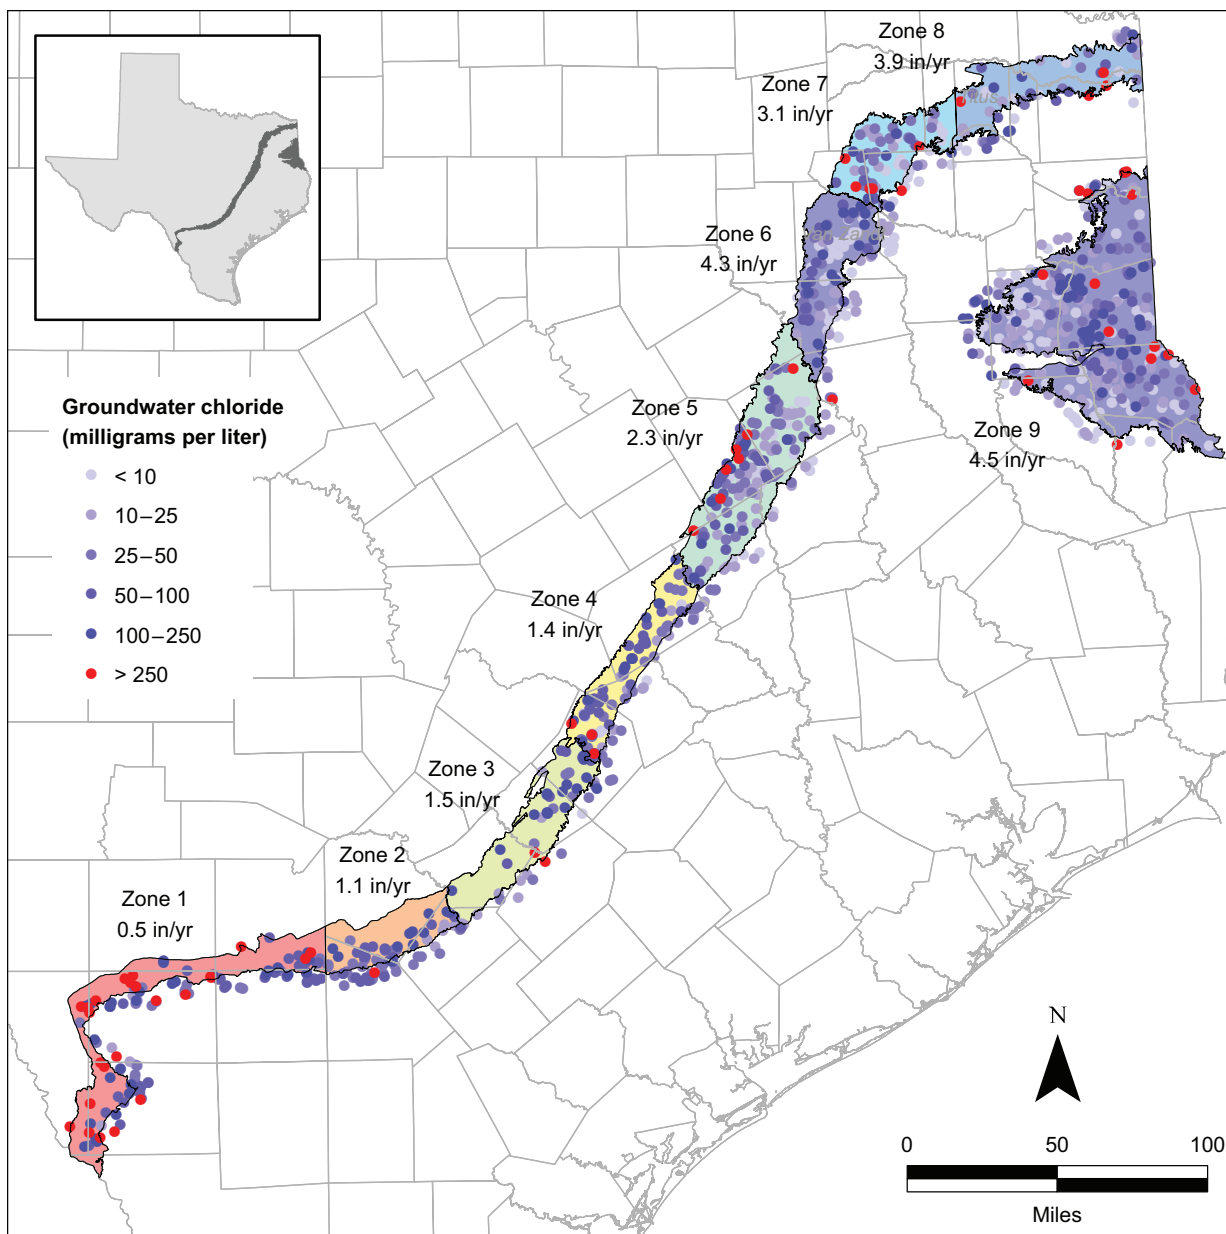 Zone 8
3.9 in/yr
Zone 7
3.1 in/yr
Zone 6
4.3 in/yr
Groundwater chloride
(milligrams per liter)
< 10
10–25
25–50
50–100
100–250
> 250
Zone 5
2.3 in/yr
Zone 9
4.5 in/yr
Zone 4
1.4 in/yr
Zone 3
1.5 in/yr
Zone 2
1.1 in/yr
Zone 1
0.5 in/yr
N
0 50 100
Miles